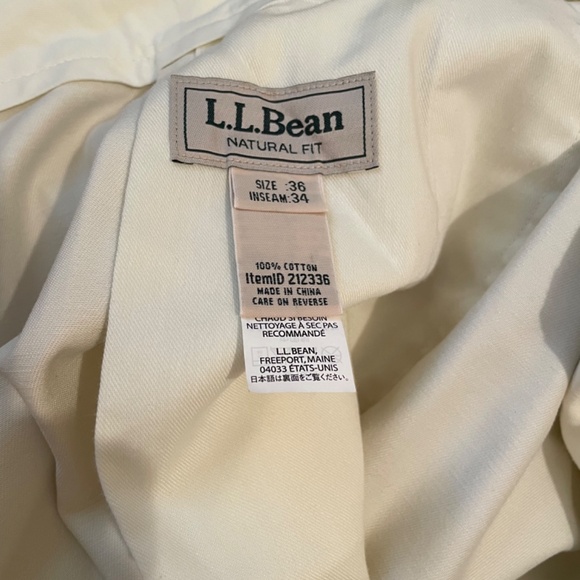 L.L.Bean
NATURAL FIT
SIZE :36
INSEAM:34
100% COTTON
ItemID 212336
MADE IN CHINA
CARE ON REVERSE
CHAUD SI BESOIN
NETTOYAGE À SEC PAS
RECOMMANDÉ
L.L.BEAN,
FREEPORT, MAINE
04033 ÉTATS-UNIS
日本語は裏面をご覧ください。